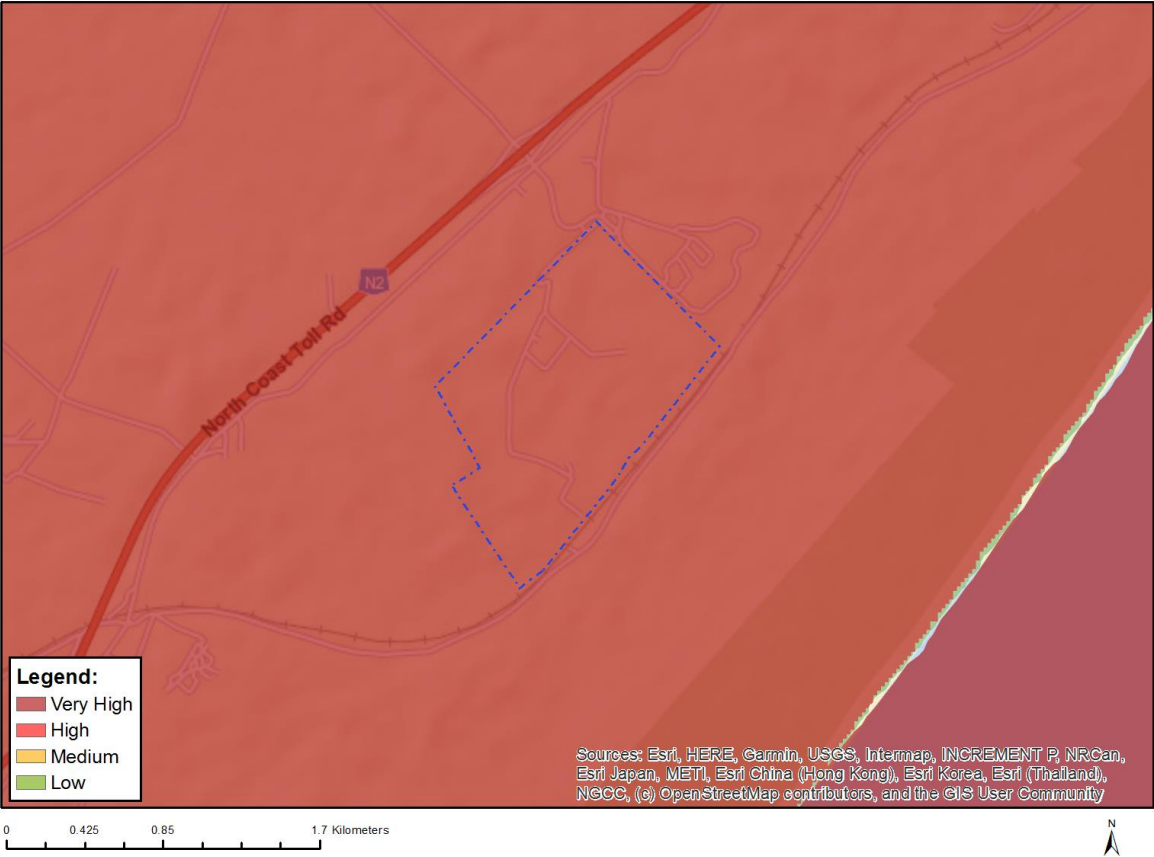 N2
North Coast Toll Rd
Legend:
Very High
High
Medium
Low
Sources: Esri, HERE, Garmin, USGS, Intermap, INCREMENT P, NRCan,
Esri Japan, METI, Esri China (Hong Kong), Esri Korea, Esri (Thailand),
NGCC, (c) OpenStreetMap contributors, and the GIS User Community
0 0.425 0.85 1.7 Kilometers
N